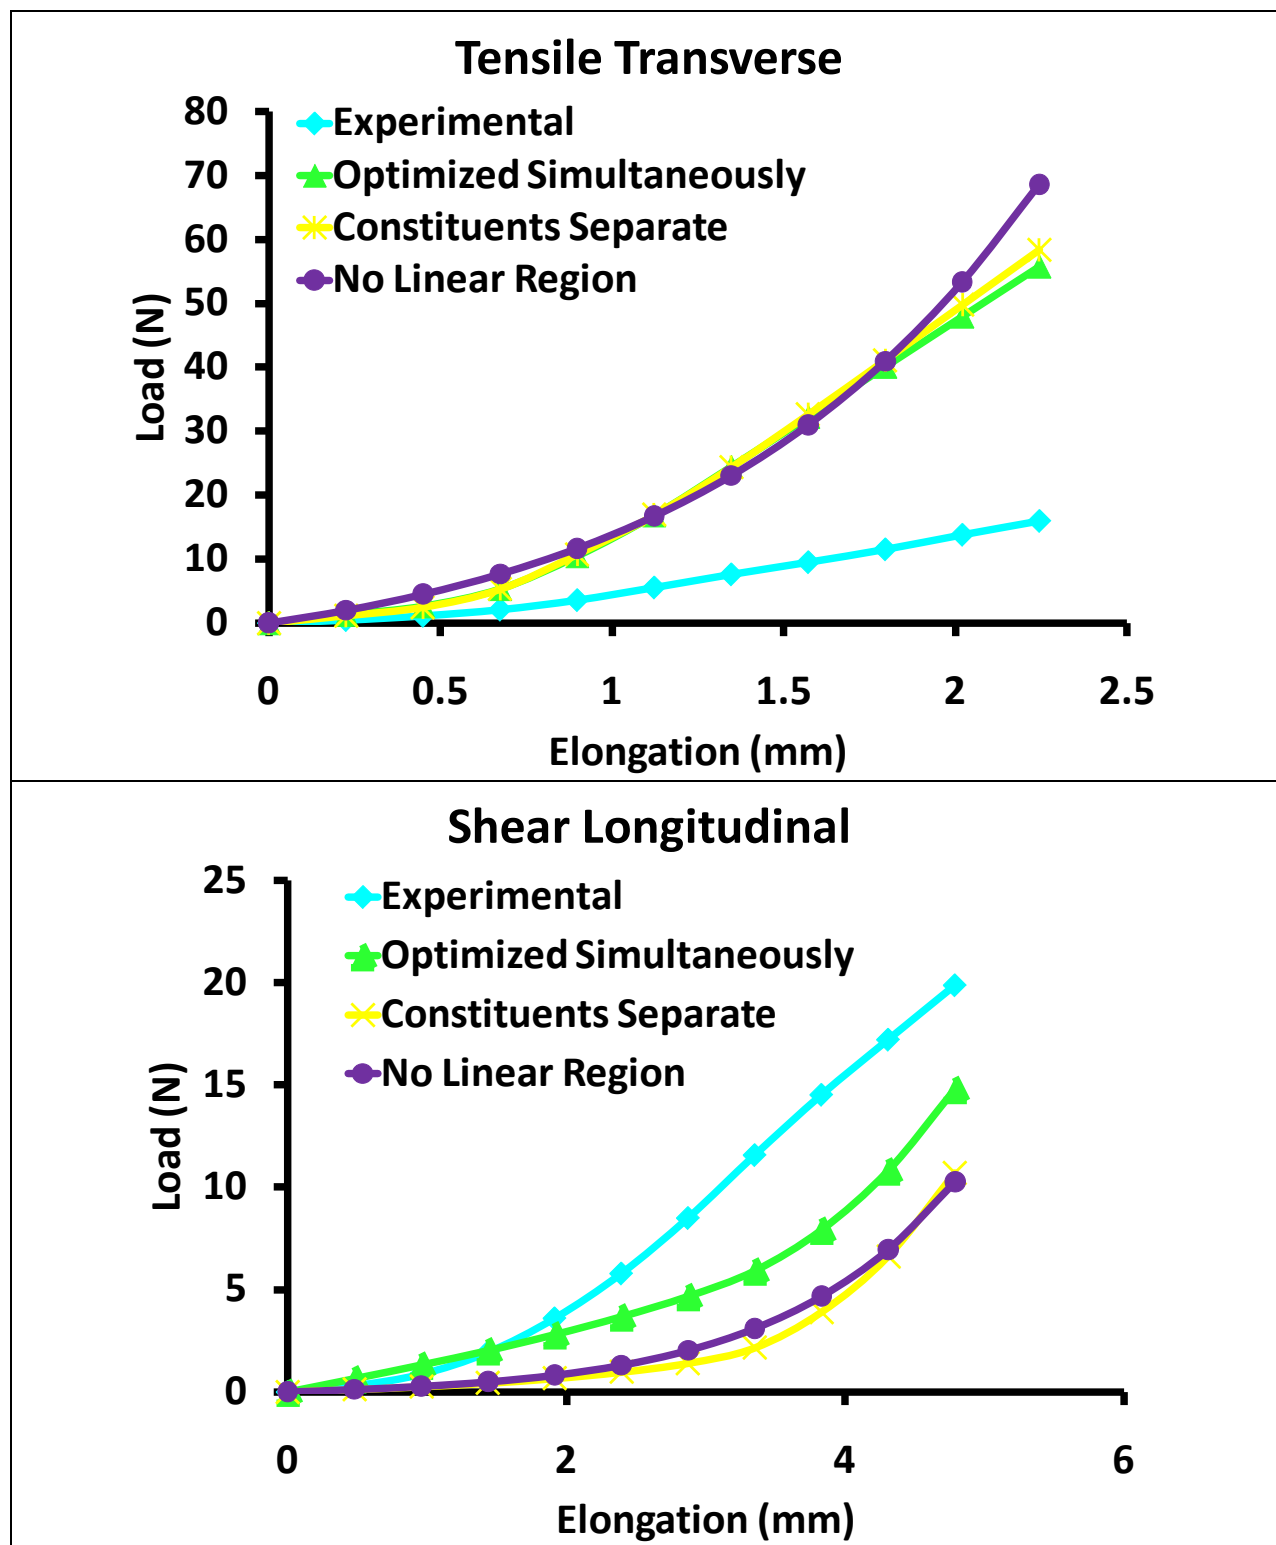 Tensile Transverse
80
70
60
50
40
30
20
10
0
Load (N)
Experimental
Optimized Simultaneously
Constituents Separate
No Linear Region
0 0.5 1 1.5 2 2.5
Elongation (mm)
Shear Longitudinal
25
20
15
10
5
0
Load (N)
Experimental
Optimized Simultaneously
Constituents Separate
No Linear Region
0 2 4 6
Elongation (mm)